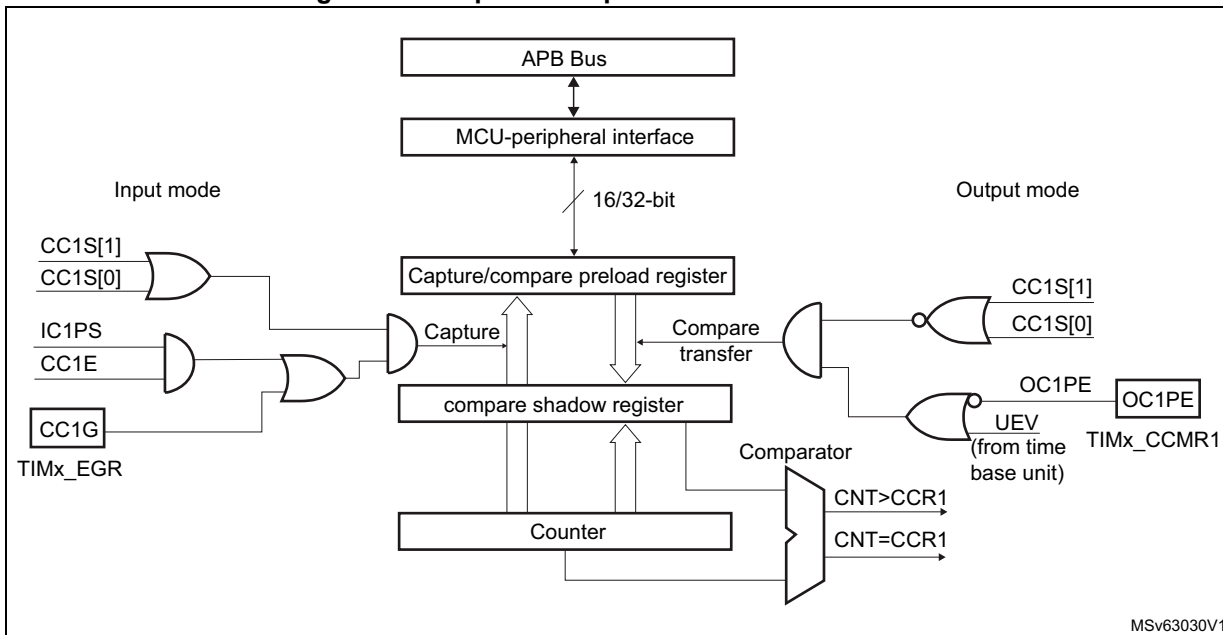 APB Bus
MCU-peripheral interface
Input mode
16/32-bit
Output mode
CC1S[1]
CC1S[0]
Capture/compare preload register
CC1S[1]
CC1S[0]
IC1PS
CC1E
Capture
Compare
transfer
CC1G
TIMx_EGR
compare shadow register
OC1PE
OC1PE
UEV
(from time
base unit)
TIMx_CCMR1
Comparator
CNT>CCR1
Counter
CNT=CCR1
MSv63030V1